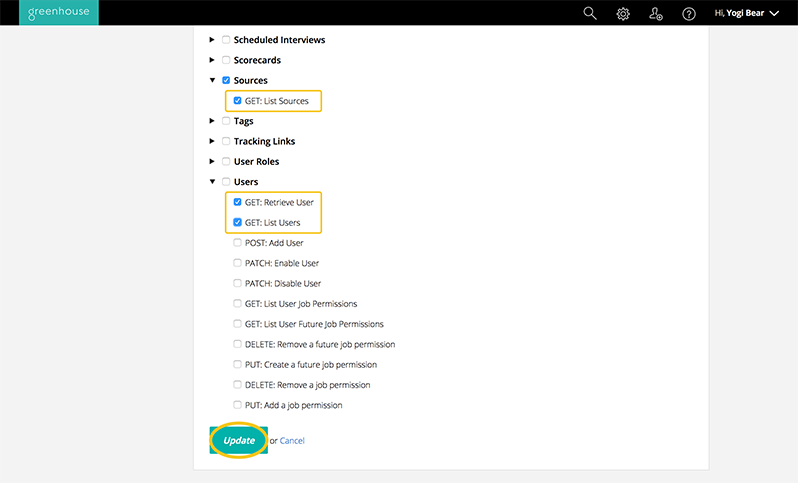 greenhouse
Hi, Yogi Bear
Scheduled Interviews
Scorecards
Sources
GET: List Sources
Tags
Tracking Links
User Roles
Users
GET: Retrieve User
GET: List Users
POST: Add User
PATCH: Enable User
PATCH: Disable User
GET: List User Job Permissions
GET: List User Future Job Permissions
DELETE: Remove a future job permission
PUT: Create a future job permission
DELETE: Remove a job permission
PUT: Add a job permission
Update or Cancel